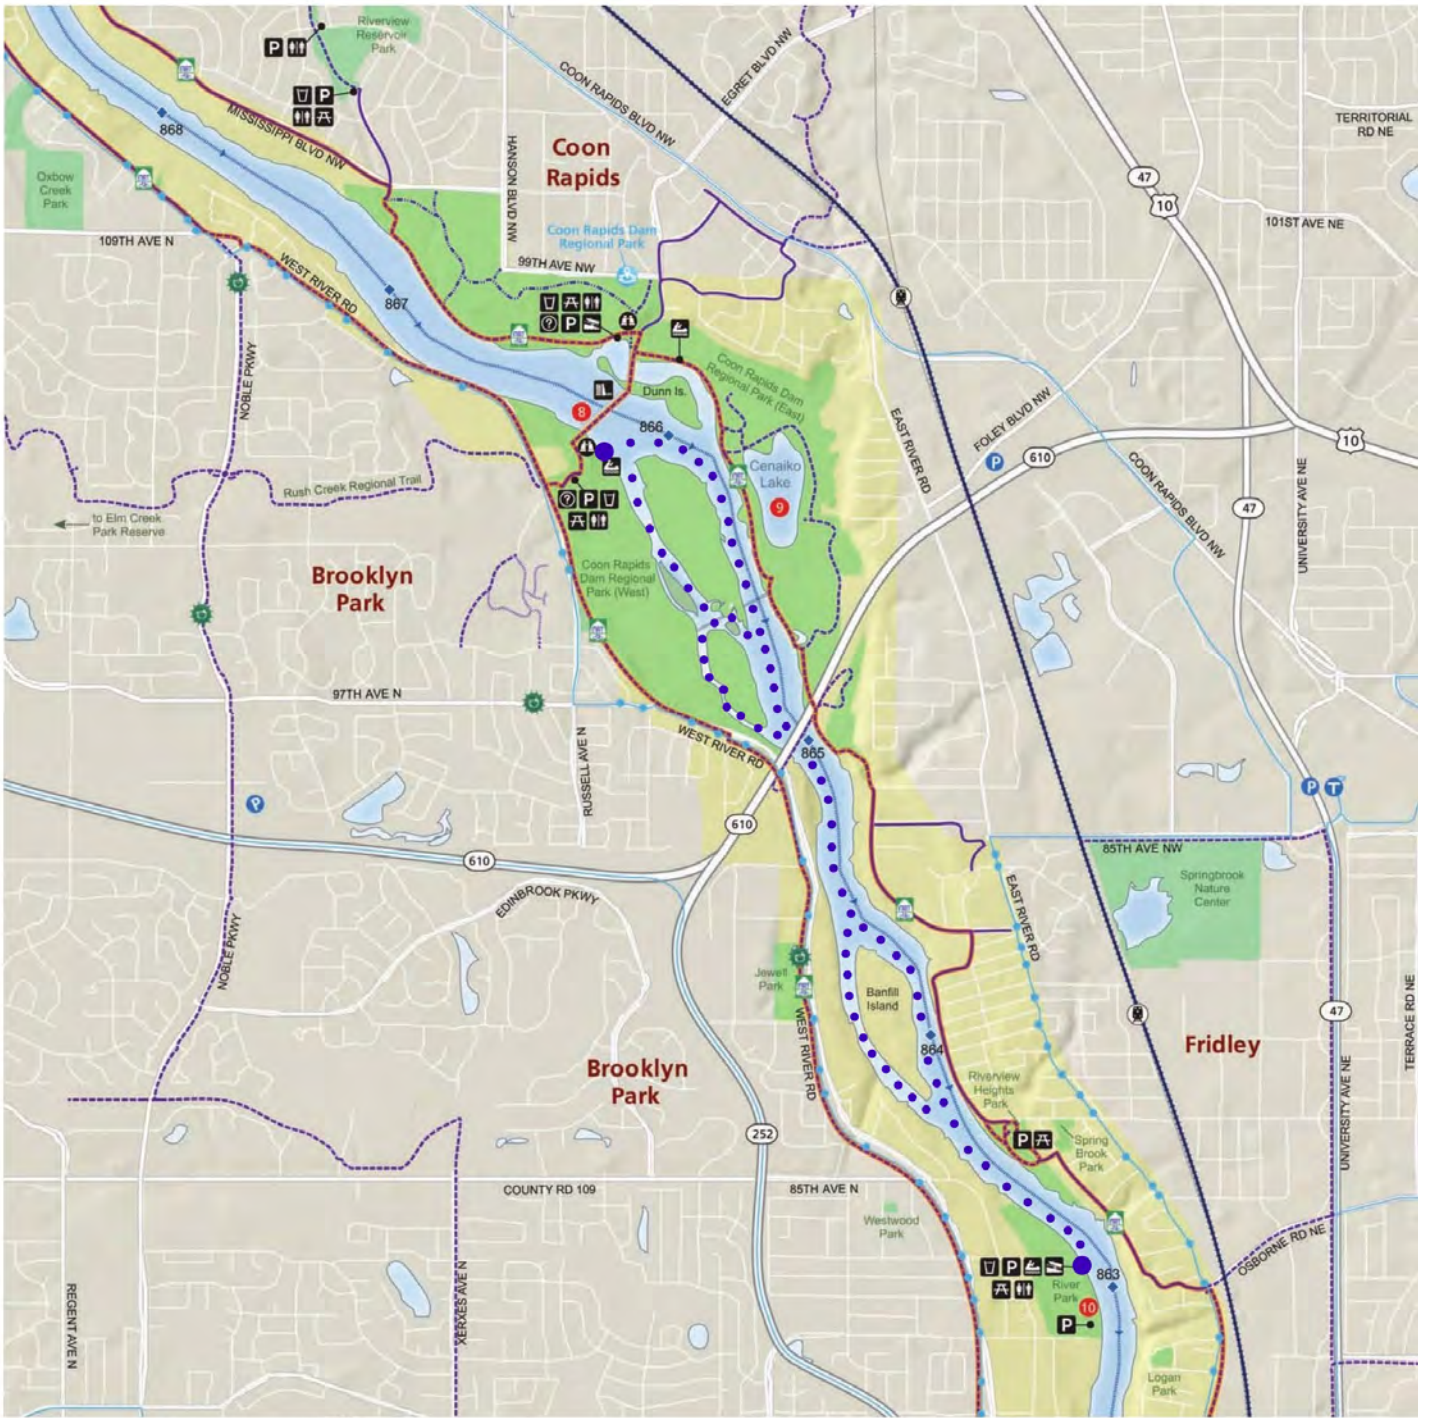 Riverview
Reservoir
Park
P
P
EGRET BLVD NW
COON RAPIDS BLVD NW
868
MISSISSIPPI BLVD NW
HANSON BLVD NW
Coon
Rapids
47
10
TERRITORIAL
RD NE
Oxbow
Creek
Park
109TH AVE N
101ST AVE NE
Coon Rapids Dam
Regional Park
99TH AVE NW
WEST RIVER RD
867
? P
NOBLE PKWY
Dunn Is.
Coon Rapids Dam
Regional Park (East)
8
866
EAST RIVER RD
FOLEY BLVD NW
10
610
P
Cenaiko
Lake
9
COON RAPIDS BLVD NW
UNIVERSITY AVE NE
47
Rush Creek Regional Trail
to Elm Creek
Park Reserve
? P
Coon Rapids
Dam Regional
Park (West)
Brooklyn
Park
97TH AVE N
RUSSELL AVE N
WEST RIVER RD
865
P
P T
610
610
85TH AVE NW
EDINBROOK PKWY
Springbrook
Nature
Center
EAST RIVER RD
NOBLE PKWY
Jewell
Park
Banfill
Island
WEST RIVER RD
47
TERRACE RD NE
864
Fridley
Brooklyn
Park
Riverview
Heights
Park
P
Spring
Brook
Park
UNIVERSITY AVE NE
252
COUNTY RD 109
85TH AVE N
Westwood
Park
OSBORNE RD NE
P
863
River
Park
10
P
REGENT AVE N
XERXES AVE N
Logan
Park